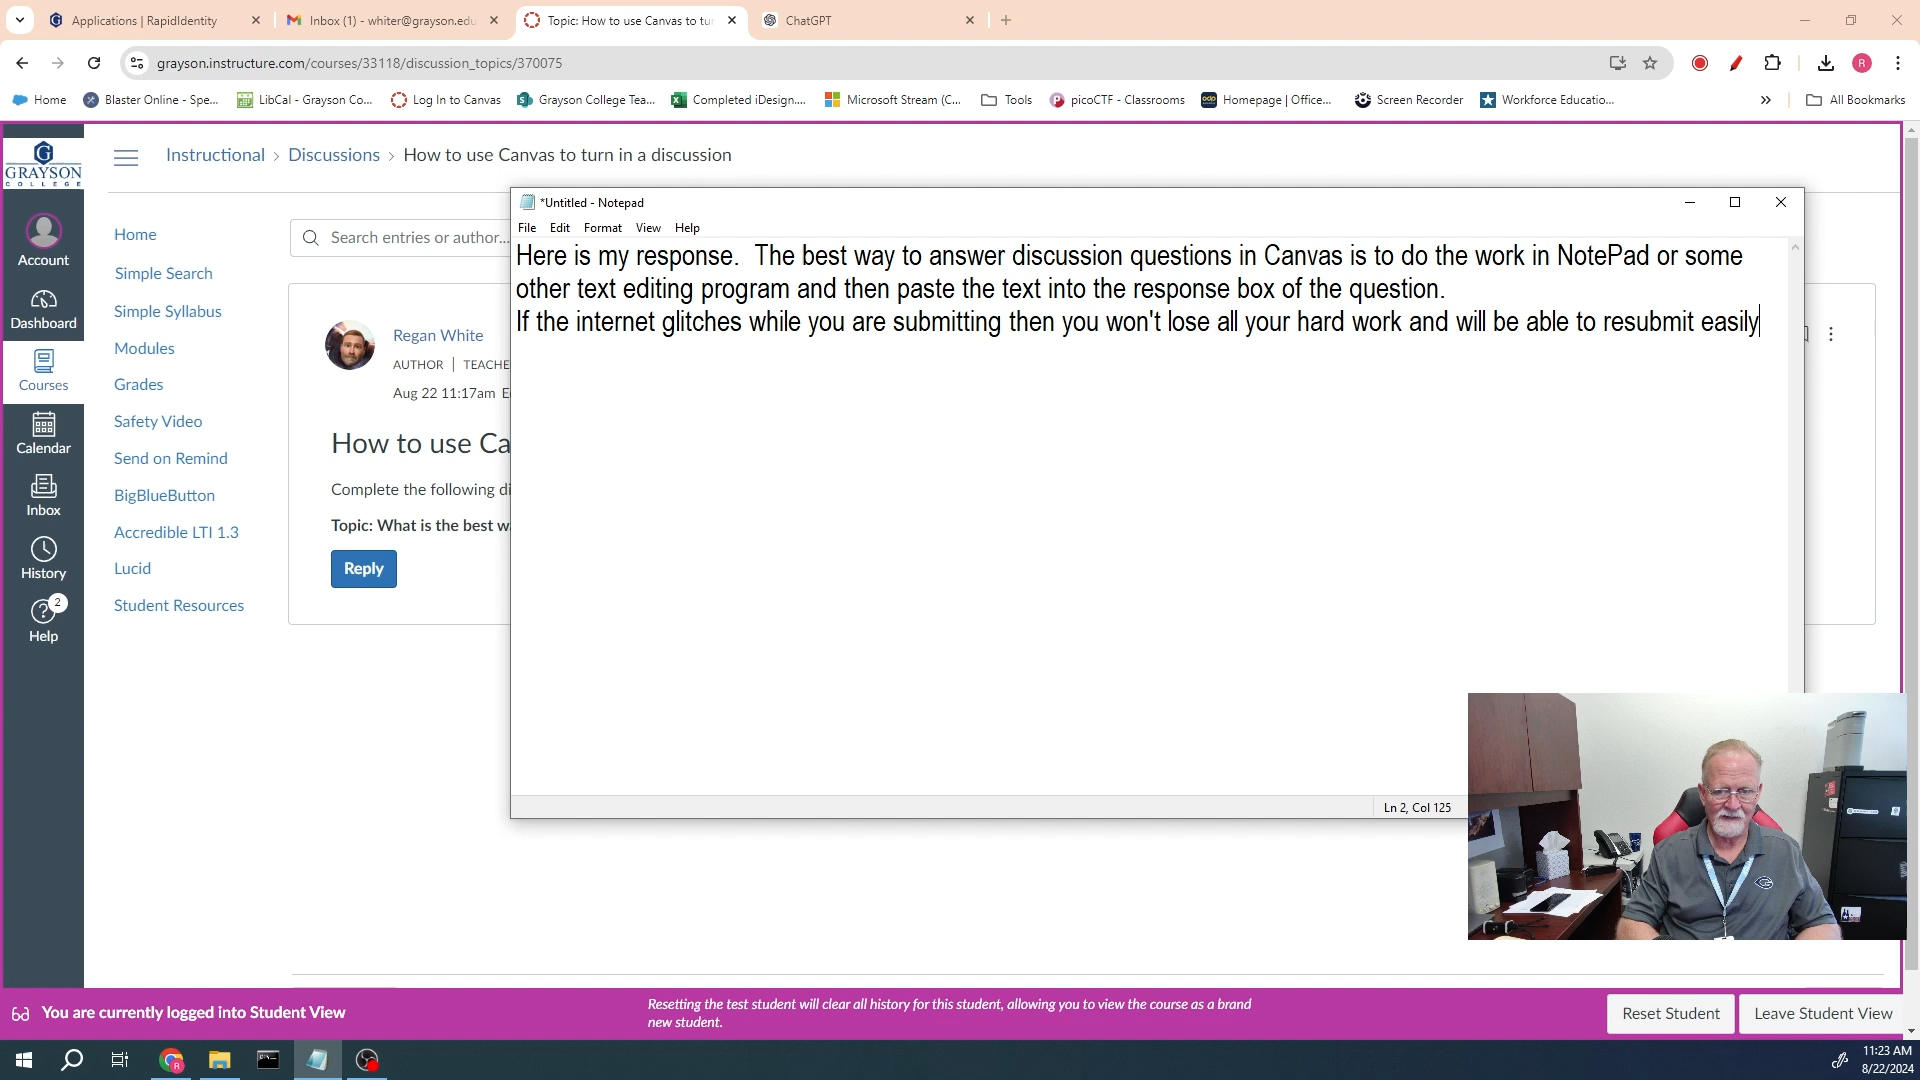 Applications | RapidIdentity
Inbox (1) - whiter@grayson.edu
Topic: How to use Canvas to tur
ChatGPT
grayson.instructure.com/courses/33118/discussion_topics/370075
Home
Blaster Online - Spe...
LibCal - Grayson Co...
Log In to Canvas
Grayson College Tea...
Completed iDesign....
Microsoft Stream (C...
Tools
picoCTF - Classrooms
Homepage | Office...
Screen Recorder
Workforce Educatio...
All Bookmarks
GRAYSON
COLLEGE
Instructional > Discussions > How to use Canvas to turn in a discussion
Account
Dashboard
Courses
Calendar
Inbox
History
2
Help
Home
Simple Search
Simple Syllabus
Modules
Grades
Safety Video
Send on Remind
BigBlueButton
Accredible LTI 1.3
Lucid
Student Resources
Search entries or author...
Regan White
AUTHOR | TEACHE
Aug 22 11:17am E
How to use Ca
Complete the following di
Topic: What is the best w
Reply
*Untitled - Notepad
File Edit Format View Help
Here is my response.  The best way to answer discussion questions in Canvas is to do the work in NotePad or some
other text editing program and then paste the text into the response box of the question.
If the internet glitches while you are submitting then you won't lose all your hard work and will be able to resubmit easily
Ln 2, Col 125
You are currently logged into Student View
Resetting the test student will clear all history for this student, allowing you to view the course as a brand
new student.
Reset Student
Leave Student View
11:23 AM
8/22/2024